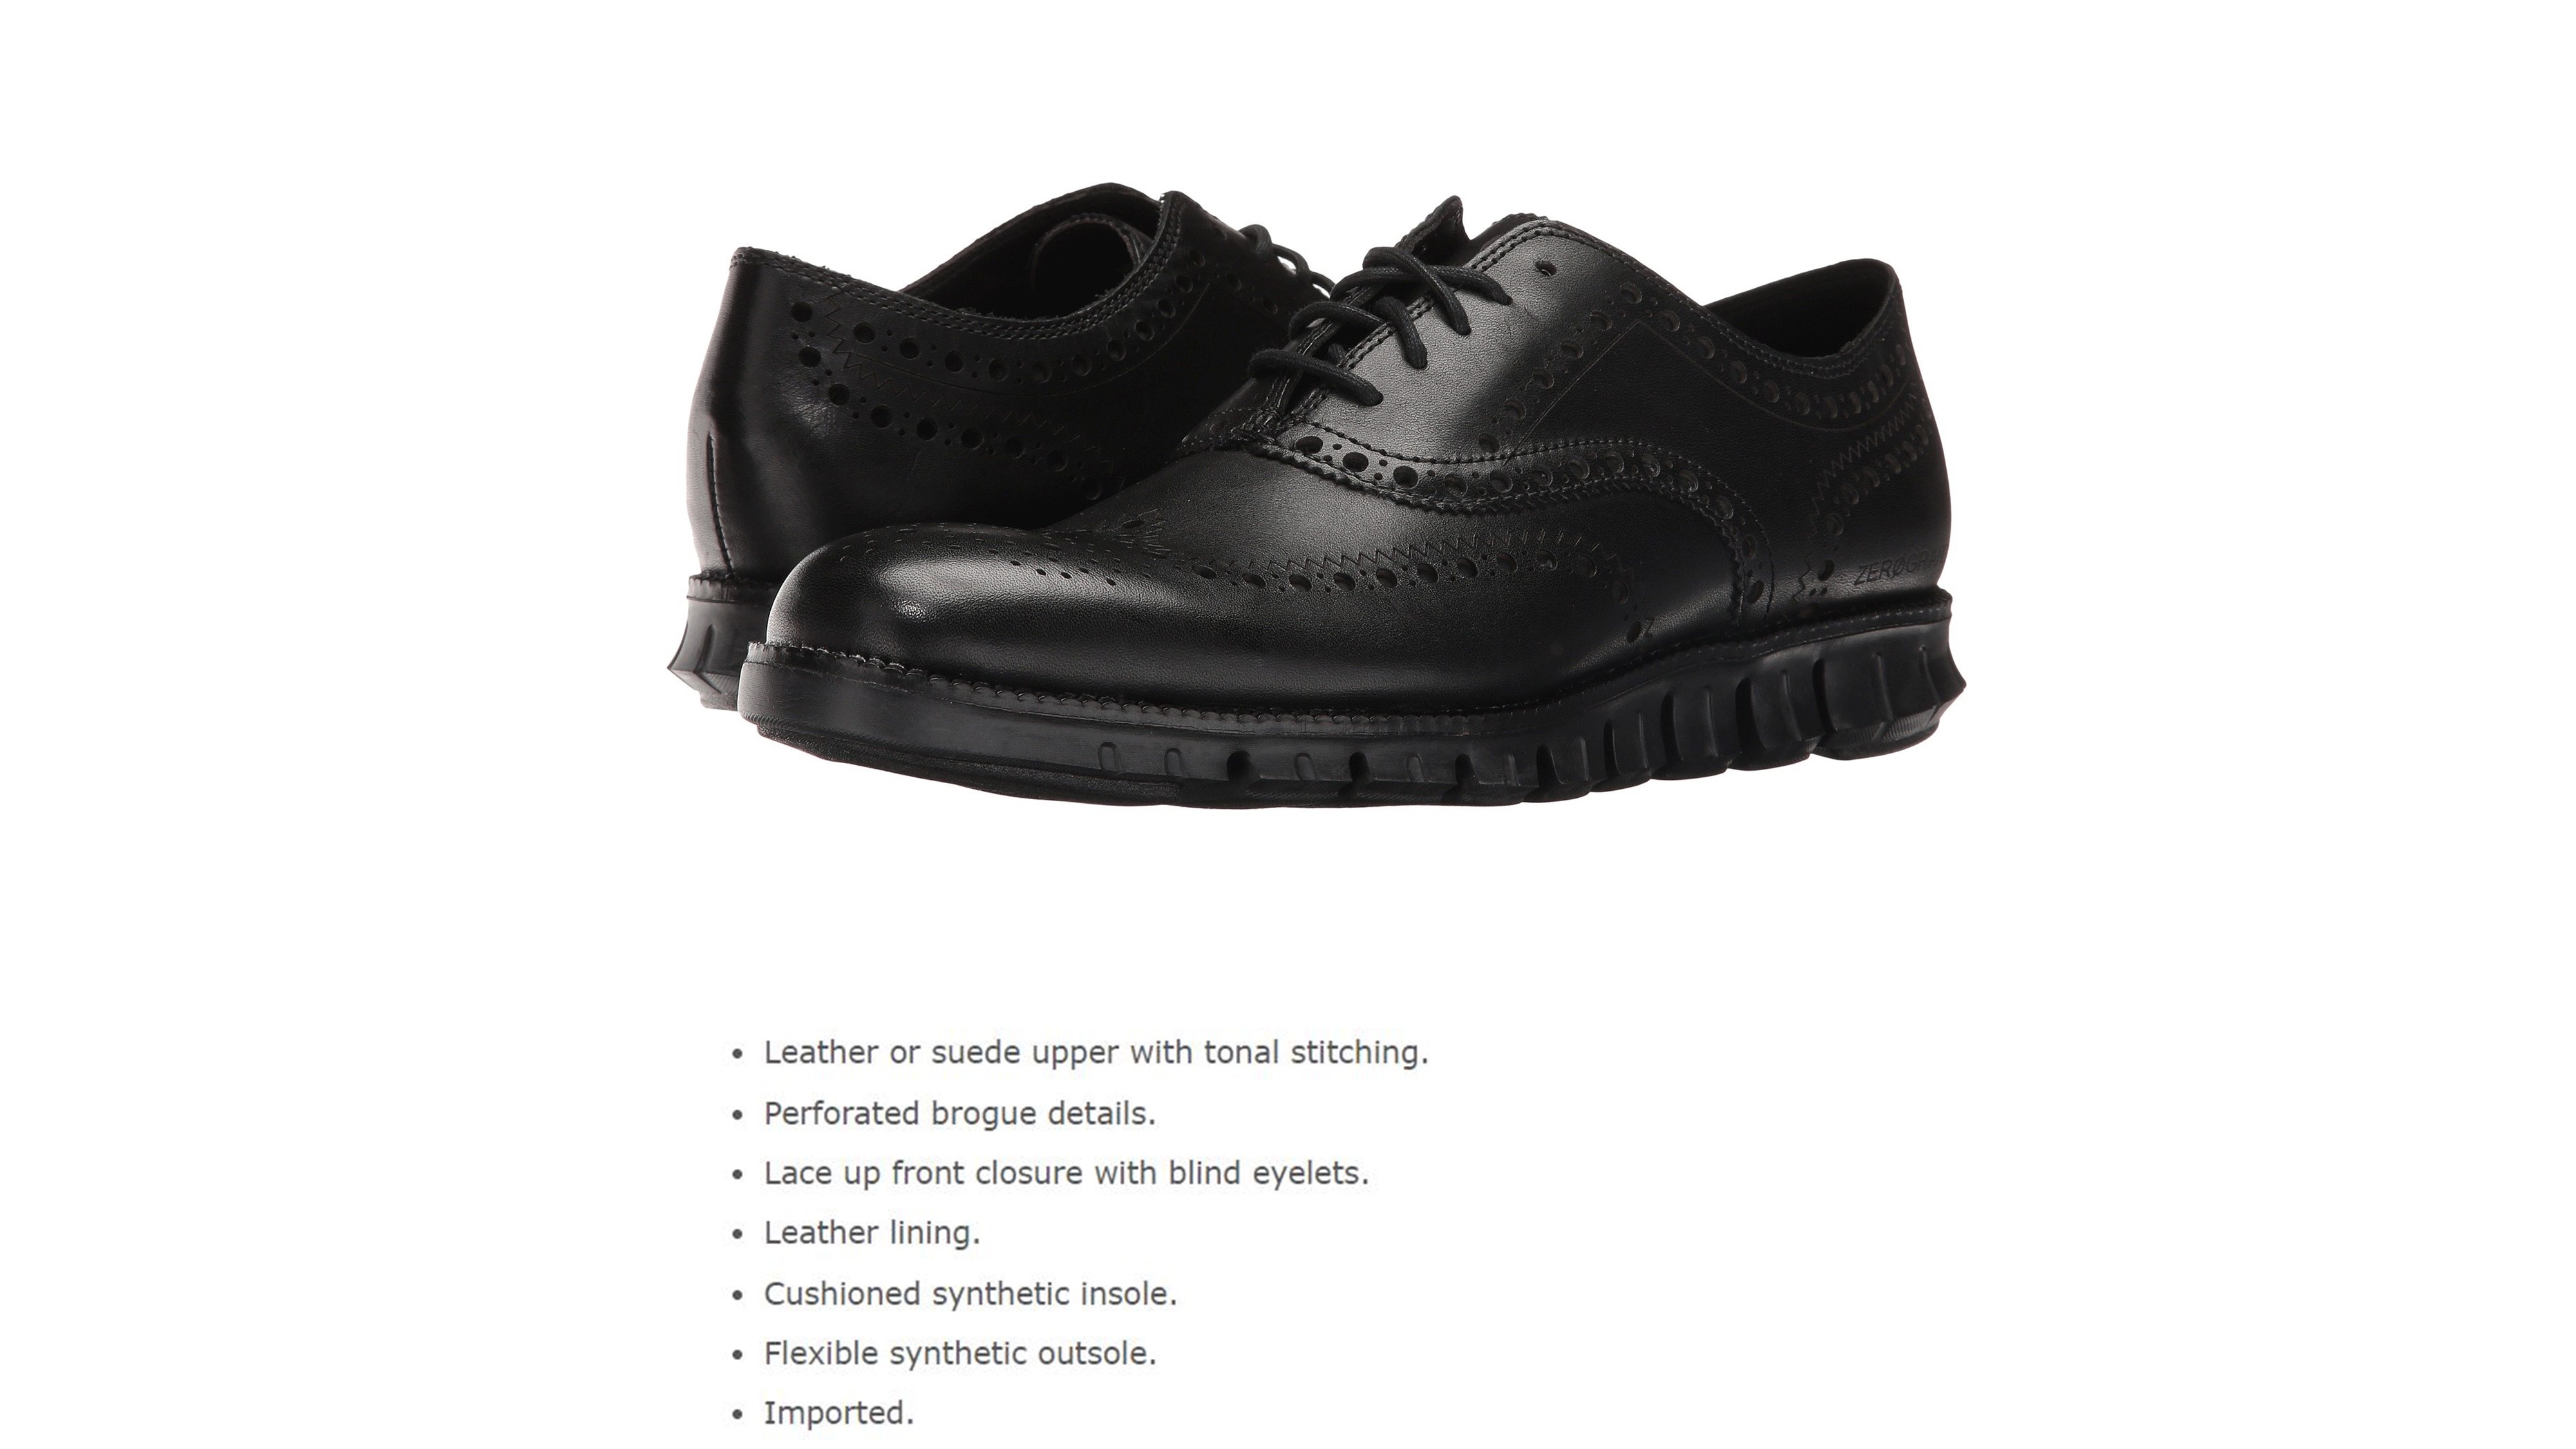 ZERØGR
Leather or suede upper with tonal stitching.
Perforated brogue details.
Lace up front closure with blind eyelets.
Leather lining.
Cushioned synthetic insole.
Flexible synthetic outsole.
Imported.